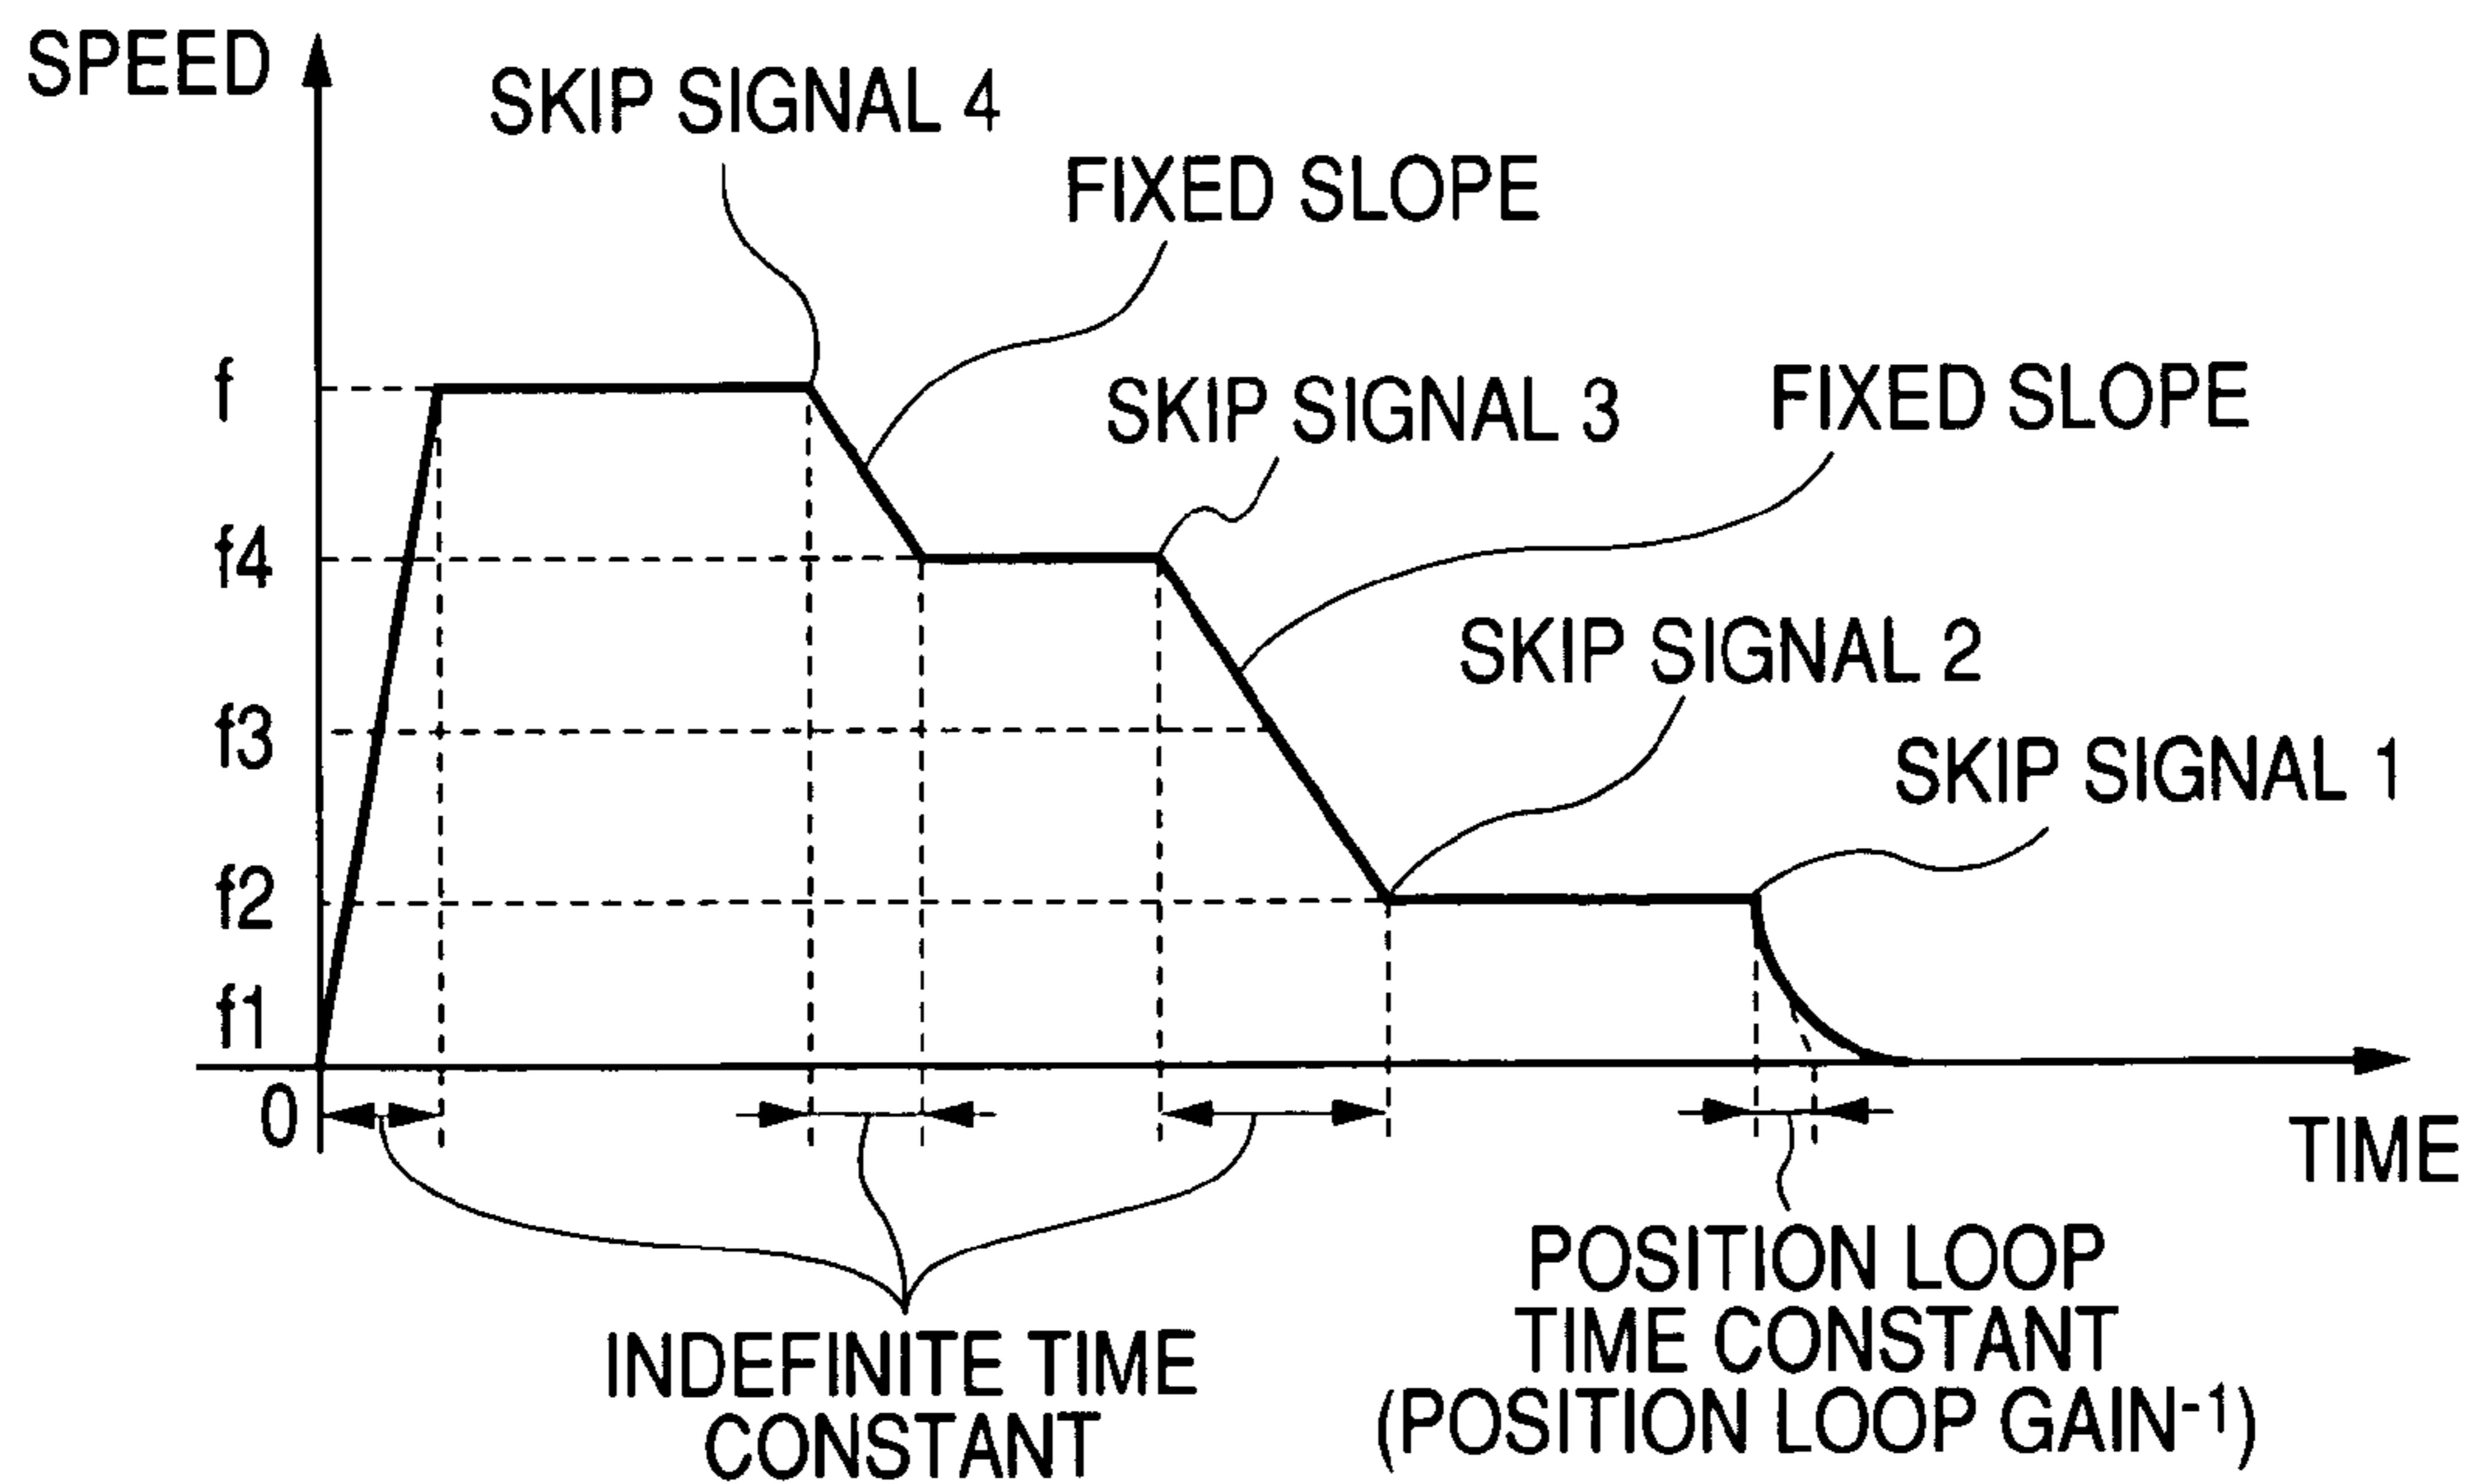 SPEED
SKIP SIGNAL 4
FIXED SLOPE
f
SKIP SIGNAL 3
FIXED SLOPE
f4
SKIP SIGNAL 2
f3
SKIP SIGNAL 1
f2
f1
0
TIME
INDEFINITE TIME
CONSTANT
POSITION LOOP
TIME CONSTANT
(POSITION LOOP GAIN⁻¹)